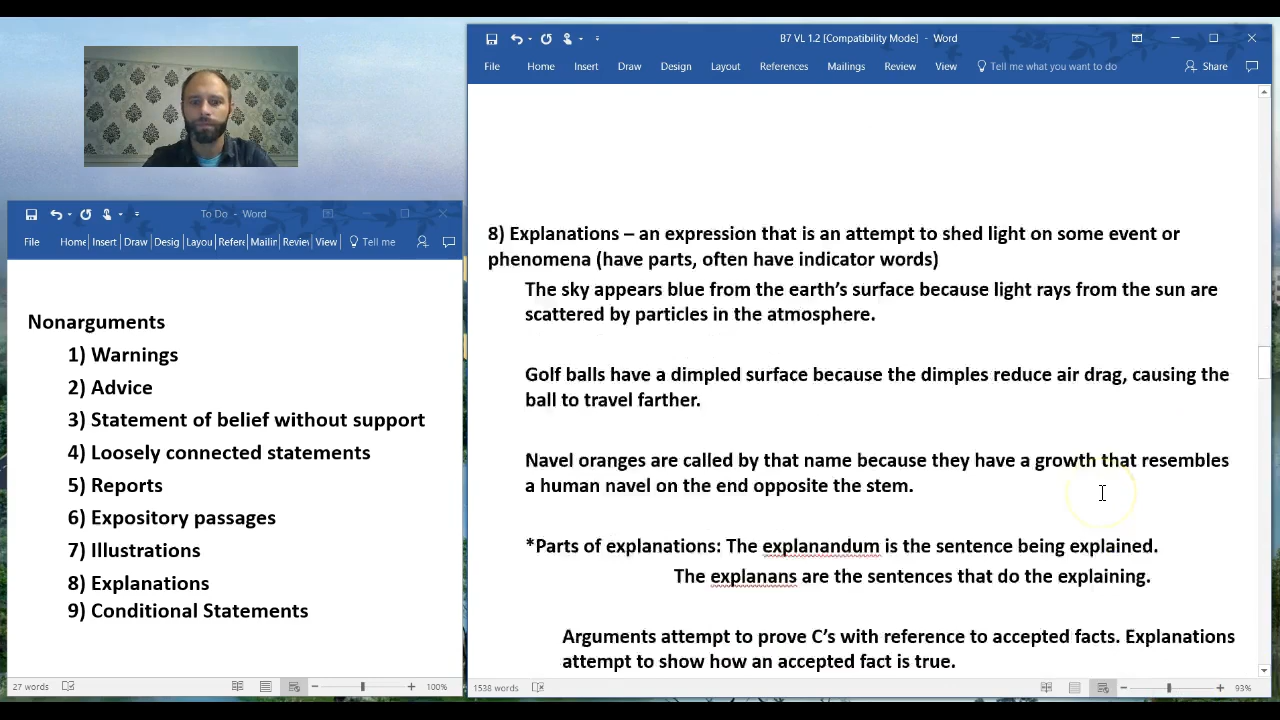 B7 VL 1.2 [Compatibility Mode] - Word
File Home Insert Draw Design Layout References Mailings Review View Tell me what you want to do Share
8) Explanations – an expression that is an attempt to shed light on some event or
phenomena (have parts, often have indicator words)
The sky appears blue from the earth's surface because light rays from the sun are
scattered by particles in the atmosphere.
Golf balls have a dimpled surface because the dimples reduce air drag, causing the
ball to travel farther.
Navel oranges are called by that name because they have a growth that resembles
a human navel on the end opposite the stem.
*Parts of explanations: The explanandum is the sentence being explained.
The explanans are the sentences that do the explaining.
Arguments attempt to prove C's with reference to accepted facts. Explanations
attempt to show how an accepted fact is true.
1538 words 93%
To Do - Word
File Home Insert Draw Desig Layou Refere Mailin Reviev View Tell me
Nonarguments
1) Warnings
2) Advice
3) Statement of belief without support
4) Loosely connected statements
5) Reports
6) Expository passages
7) Illustrations
8) Explanations
9) Conditional Statements
27 words 100%